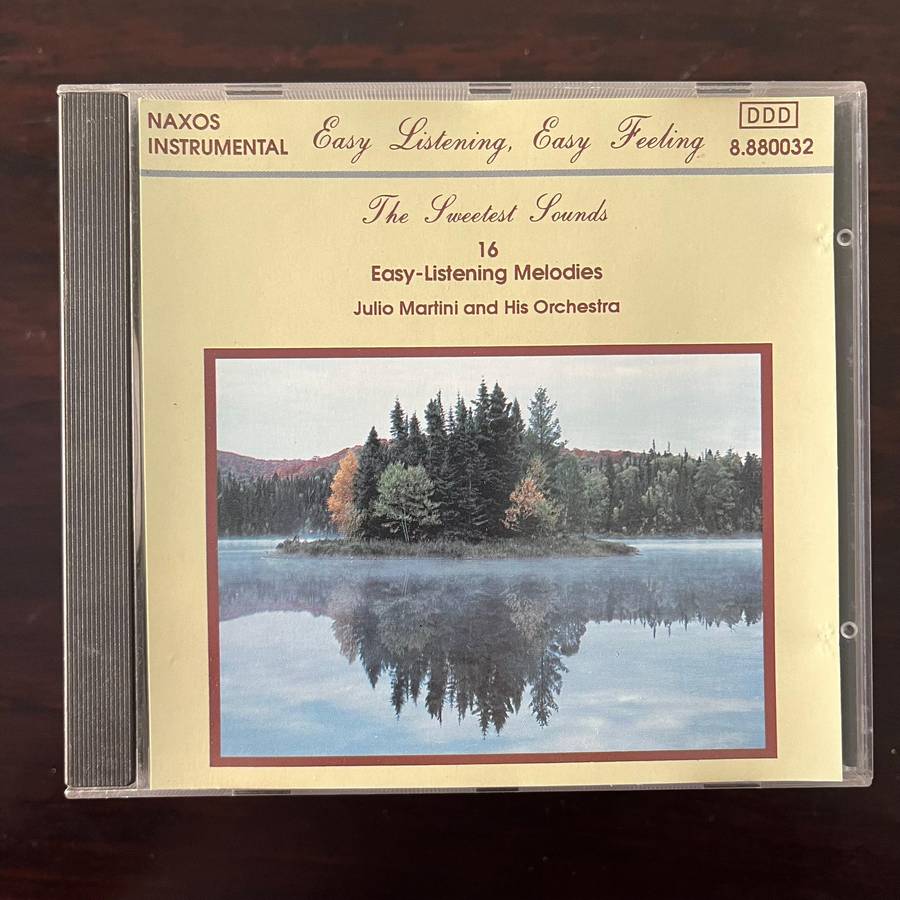 NAXOS
INSTRUMENTAL
Easy Listening, Easy Feeling
DDD
8.880032
The Sweetest Sounds
16
Easy-Listening Melodies
Julio Martini and His Orchestra